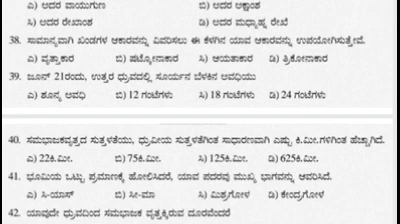 ಎ) ಅದರ ವಾಯುಗುಣ ಬಿ) ಅದರ ಅಕ್ಷಾಂಶ
ಸಿ) ಅದರ ರೇಖಾಂಶ ಡಿ) ಅದರ ಮಧ್ಯಾಹ್ನ ರೇಖೆ
38. ಸಾಮಾನ್ಯವಾಗಿ ಖಂಡಗಳ ಆಕಾರವನ್ನು ವಿವರಿಸಲು ಈ ಕೆಳಗಿನ ಯಾವ ಆಕಾರವನ್ನು ಉಪಯೋಗಿಸುತ್ತೇವೆ.
ಎ) ವೃತ್ತಾಕಾರ ಬಿ) ಷಟ್ಕೋನಾಕಾರ ಸಿ) ಆಯತಾಕಾರ ಡಿ) ತ್ರಿಕೋನಾಕಾರ
39. ಜೂನ್ 21ರಂದು, ಉತ್ತರ ಧ್ರುವದಲ್ಲಿ ಸೂರ್ಯನ ಬೆಳಕಿನ ಅವಧಿಯು
ಎ) ಶೂನ್ಯ ಅವಧಿ ಬಿ) 12 ಗಂಟೆಗಳು ಸಿ) 18 ಗಂಟೆಗಳು ಡಿ) 24 ಗಂಟೆಗಳು
40. ಸಮಭಾಜಕವೃತ್ತದ ಸುತ್ತಳತೆಯು, ಧ್ರುವೀಯ ಸುತ್ತಳತೆಗಿಂತ ಸಾಧಾರಣವಾಗಿ ಎಷ್ಟು ಕಿ.ಮೀ.ಗಳಿಗಿಂತ ಹೆಚ್ಚಾಗಿದೆ.
ಎ) 22ಕಿ.ಮೀ. ಬಿ) 75ಕಿ.ಮೀ. ಸಿ) 125ಕಿ.ಮೀ. ಡಿ) 625ಕಿ.ಮೀ.
41. ಭೂಮಿಯ ಒಟ್ಟು ಪ್ರಮಾಣಕ್ಕೆ ಹೋಲಿಸಿದರೆ, ಯಾವ ಪದರವು ಮುಖ್ಯ ಭಾಗವನ್ನು ಆವರಿಸಿದೆ.
ಎ) ಸಿ-ಯಾಸ್ ಬಿ) ಸೀ-ಮಾ ಸಿ) ಮಿಶ್ರಗೋಳ ಡಿ) ಕೇಂದ್ರಗೋಳ
42. ಯಾವುದೇ ಧ್ರುವದಿಂದ ಸಮಭಾಜಕ ವೃತ್ತಕ್ಕಿರುವ ದೂರವೆಂದರೆ